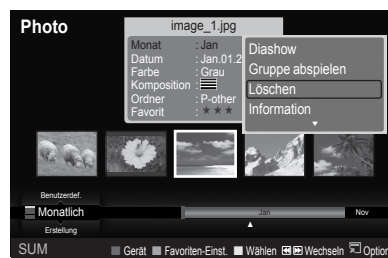 Photo
image_1.jpg
Monat : Jan
Datum : Jan.01.2
Farbe : Grau
Komposition :
Ordner : P-other
Favorit : ★ ★ ★
Diashow
Gruppe abspielen
Löschen
Information
Benutzerdef.
Monatlich
Erstellung
Jan
Nov
SUM
Gerät
Favoriten-Einst.
Wählen
Wechseln
Option